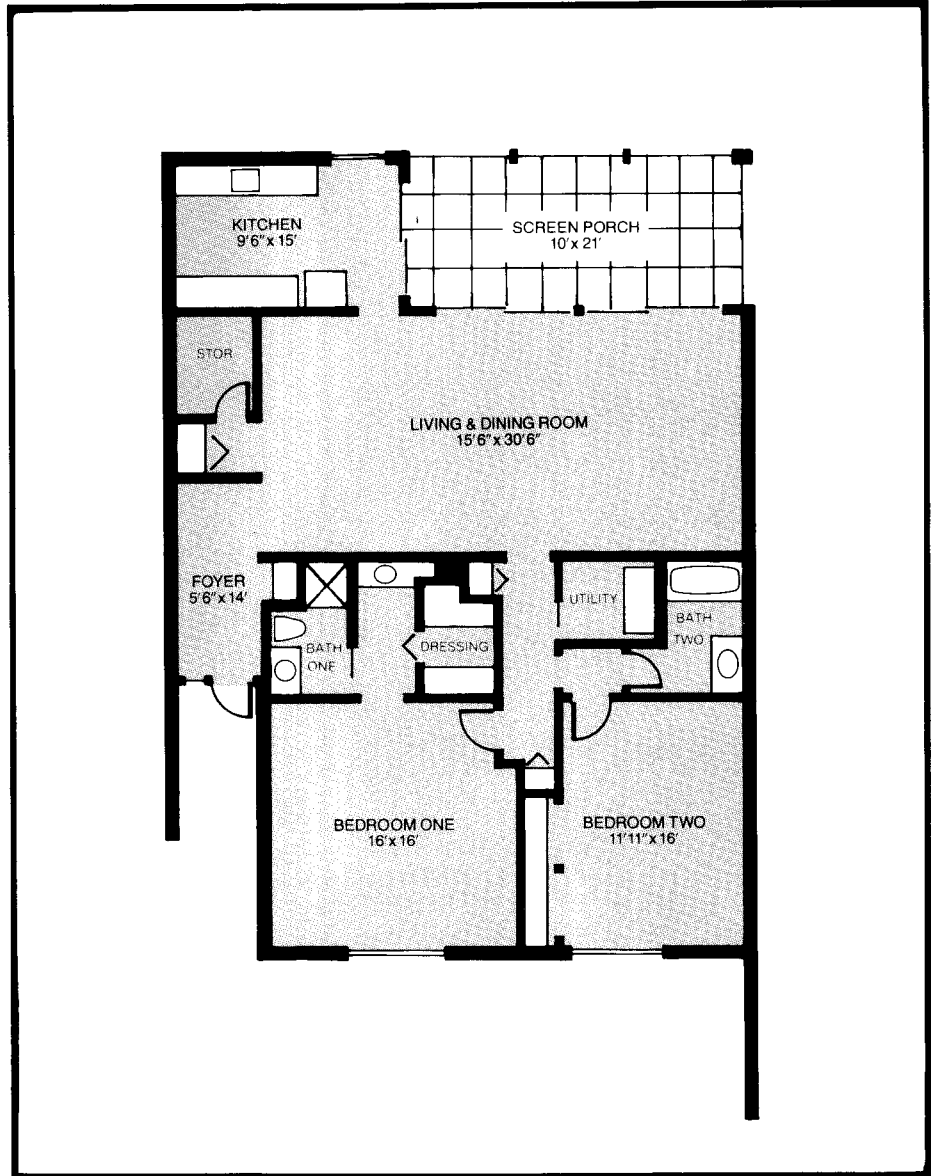 KITCHEN
9'6" x 15'
SCREEN PORCH
10' x 21'
STOR
LIVING & DINING ROOM
15'6" x 30'6"
FOYER
5'6" x 14'
BATH
ONE
DRESSING
UTILITY
BATH
TWO
BEDROOM ONE
16' x 16'
BEDROOM TWO
11'11" x 16'